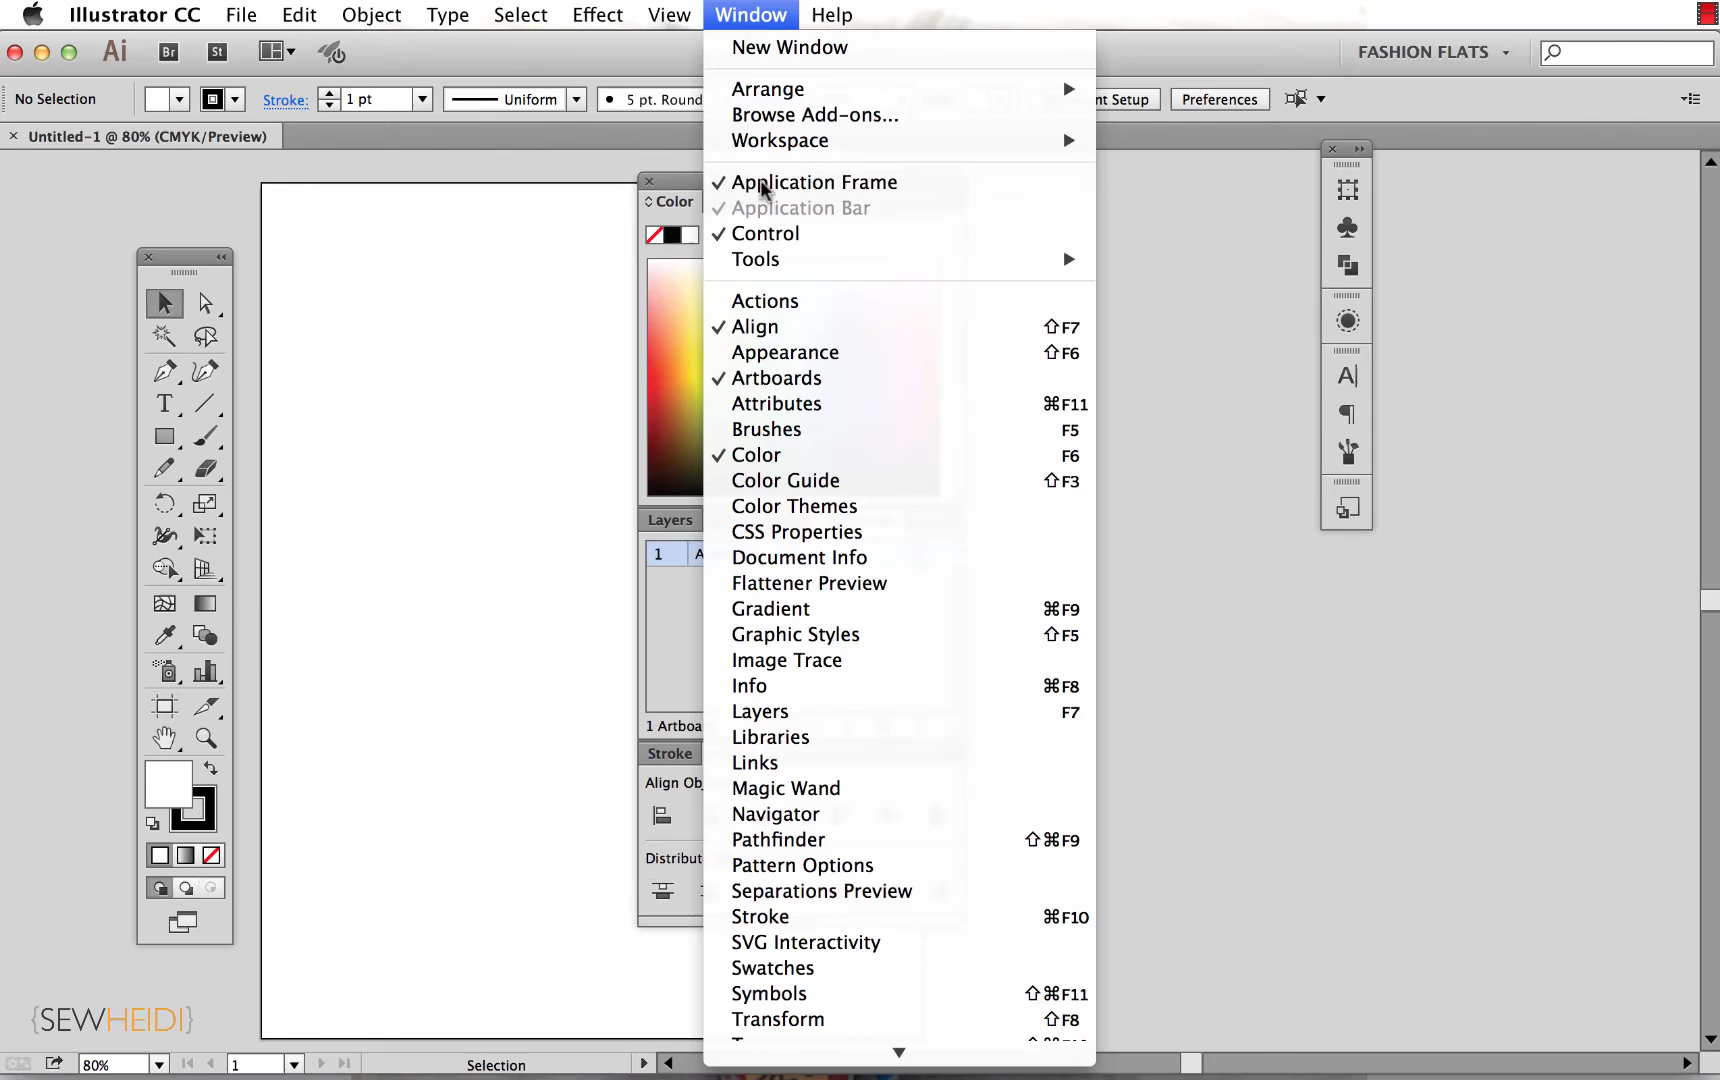 Illustrator CC File Edit Object Type Select Effect View Window Help
Ai Br St FASHION FLATS
No Selection Stroke: 1 pt Uniform 5 pt. Round nt Setup Preferences
Untitled-1 @ 80% (CMYK/Preview)
New Window
Arrange
Browse Add-ons...
Workspace
Application Frame
Application Bar
Control
Tools
Actions
Align ⇧F7
Appearance ⇧F6
Artboards
Attributes ⌘F11
Brushes F5
Color F6
Color Guide ⇧F3
Color Themes
CSS Properties
Document Info
Flattener Preview
Gradient ⌘F9
Graphic Styles ⇧F5
Image Trace
Info ⌘F8
Layers F7
Libraries
Links
Magic Wand
Navigator
Pathfinder ⇧⌘F9
Pattern Options
Separations Preview
Stroke ⌘F10
SVG Interactivity
Swatches
Symbols ⇧⌘F11
Transform ⇧F8
Color
Layers
1 A
1 Artboa
Stroke
Align Obj
Distribut
{SEWHEIDI}
80% 1 Selection